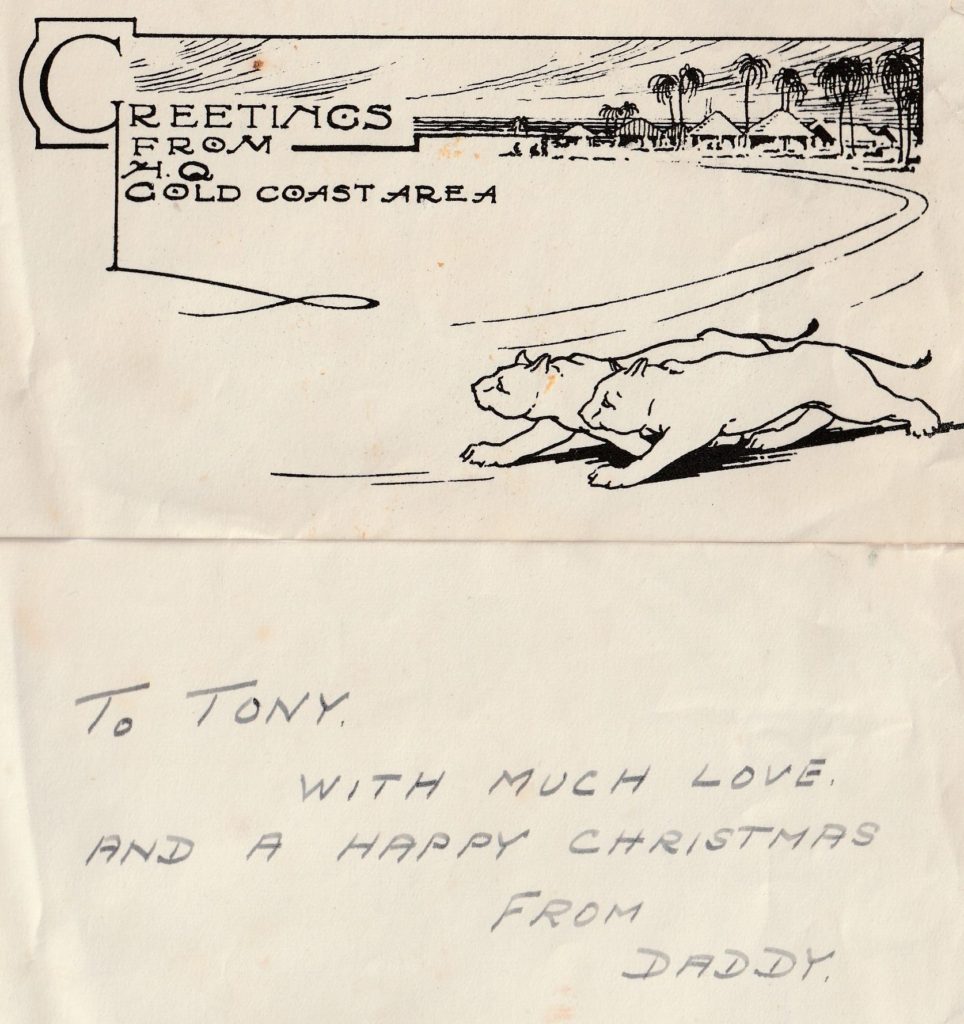 GREETINGS
FROM
H.Q
GOLD COAST AREA
TO TONY.
WITH MUCH LOVE.
AND A HAPPY CHRISTMAS
FROM
DADDY.